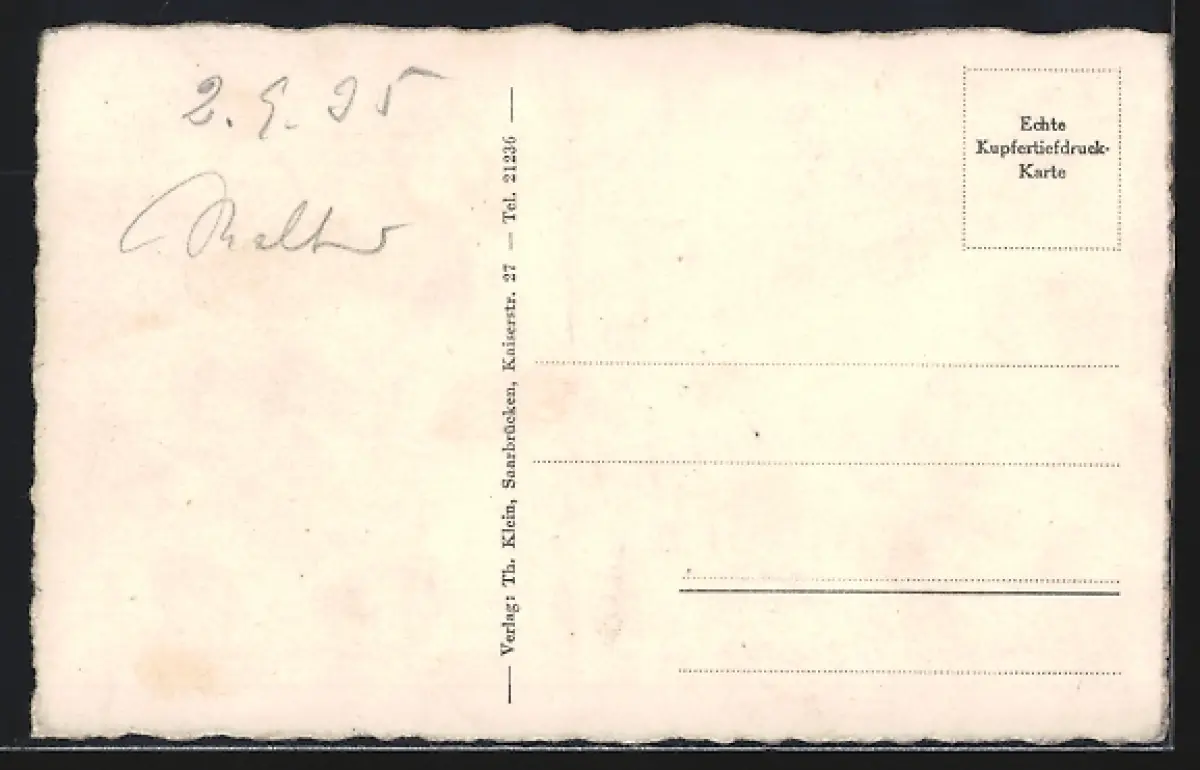 2. 9. 35
Echte
Kupfertiefdruck-
Karte
Verlag: Th. Klein, Saarbrücken, Kaiserstr. 27 — Tel. 21236